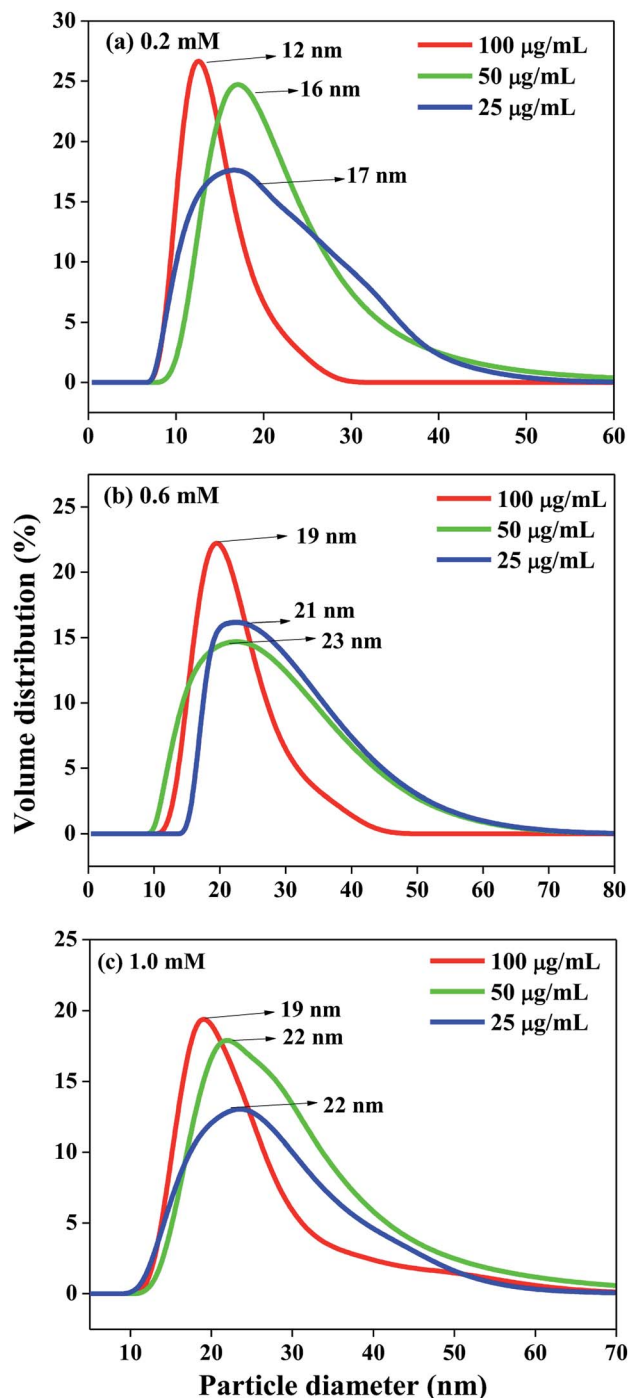 (a) 0.2 mM
12 nm
16 nm
17 nm
100 µg/mL
50 µg/mL
25 µg/mL
30
25
20
15
10
5
0
0 10 20 30 40 50 60
(b) 0.6 mM
19 nm
21 nm
23 nm
100 µg/mL
50 µg/mL
25 µg/mL
25
20
15
10
5
0
0 10 20 30 40 50 60 70 80
Volume distribution (%)
(c) 1.0 mM
19 nm
22 nm
22 nm
100 µg/mL
50 µg/mL
25 µg/mL
25
20
15
10
5
0
10 20 30 40 50 60 70
Particle diameter (nm)